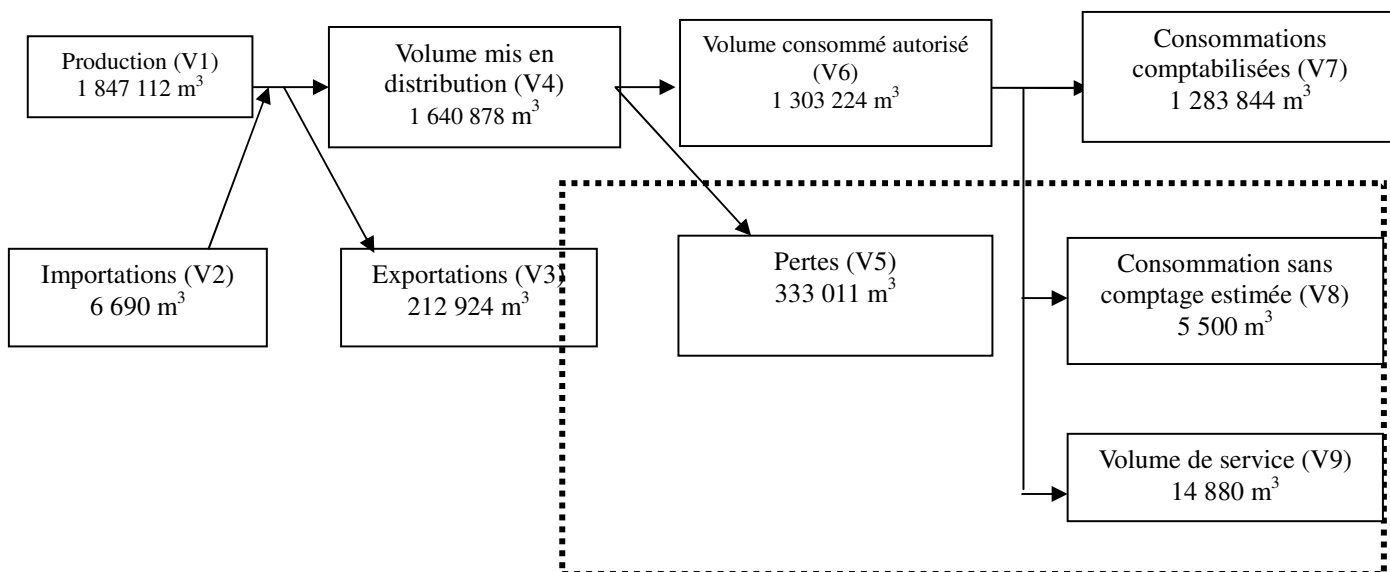 Production (V1)
1 847 112 m³
Volume mis en
distribution (V4)
1 640 878 m³
Volume consommé autorisé
(V6)
1 303 224 m³
Consommations
comptabilisées (V7)
1 283 844 m³
Importations (V2)
6 690 m³
Exportations (V3)
212 924 m³
Pertes (V5)
333 011 m³
Consommation sans
comptage estimée (V8)
5 500 m³
Volume de service (V9)
14 880 m³